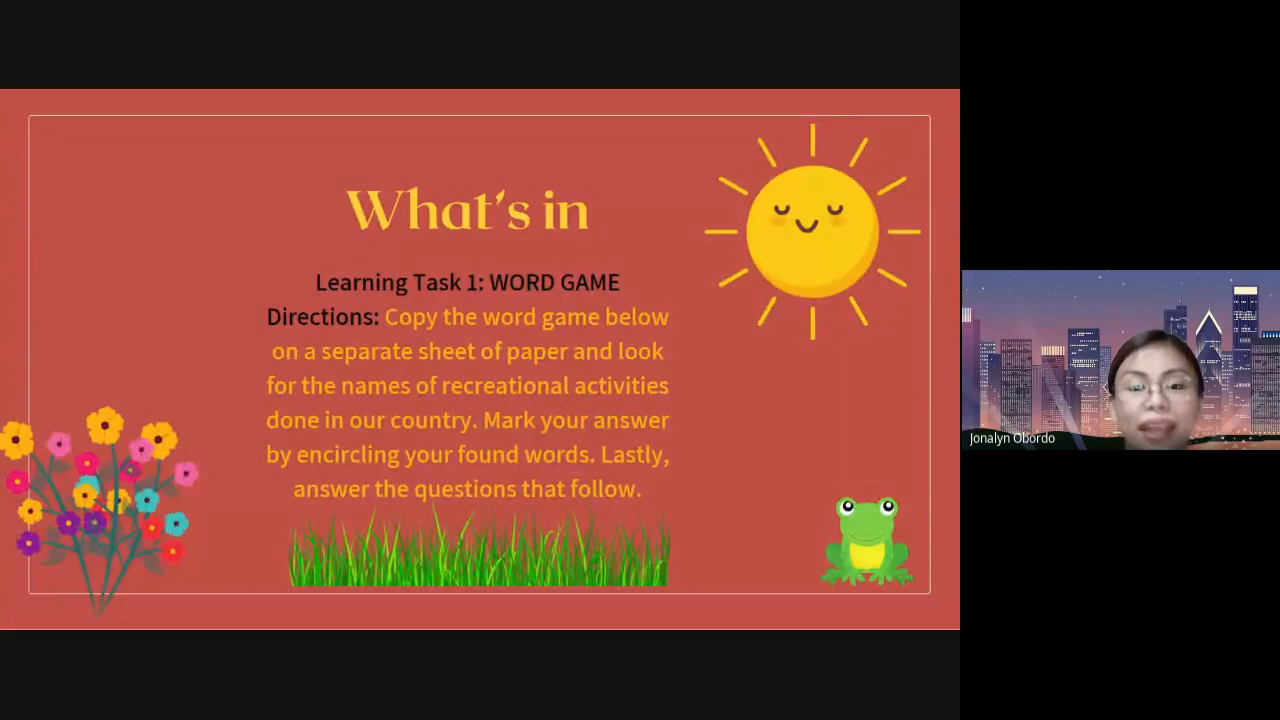 What's in
Learning Task 1: WORD GAME
Directions: Copy the word game below
on a separate sheet of paper and look
for the names of recreational activities
done in our country. Mark your answer
by encircling your found words. Lastly,
answer the questions that follow.
Jonalyn Obordo